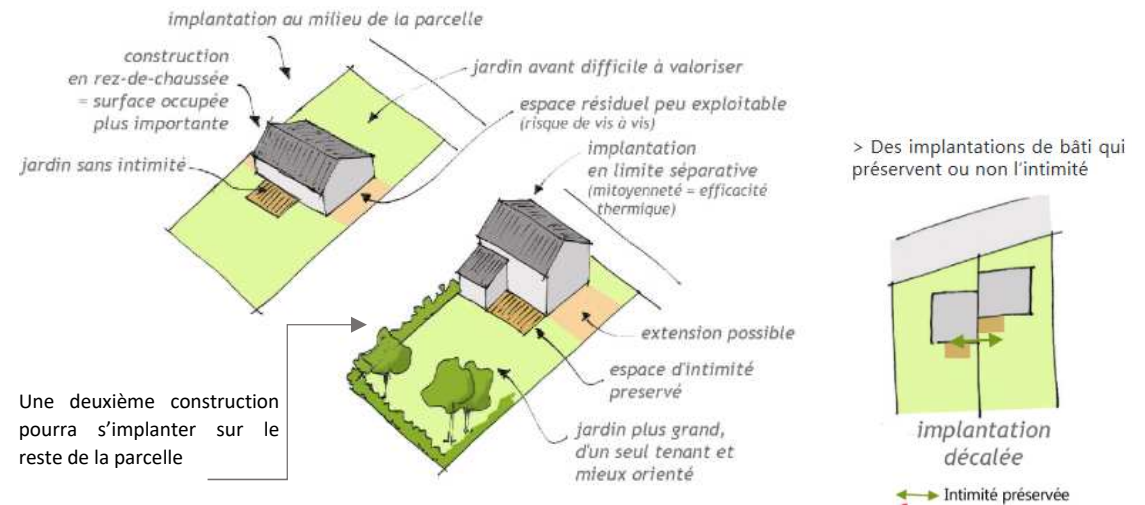 implantation au milieu de la parcelle
construction
en rez-de-chaussée
= surface occupée
plus importante
jardin sans intimité
jardin avant difficile à valoriser
espace résiduel peu exploitable
(risque de vis à vis)
implantation
en limite séparative
(mitoyenneté = efficacité
thermique)
extension possible
espace d'intimité
preservé
jardin plus grand,
d'un seul tenant et
mieux orienté
Une deuxième construction
pourra s'implanter sur le
reste de la parcelle
> Des implantations de bâti qui
préservent ou non l'intimité
implantation
décalée
Intimité préservée